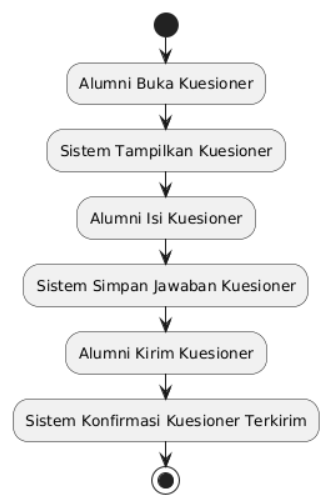 Alumni Buka Kuesioner
Sistem Tampilkan Kuesioner
Alumni Isi Kuesioner
Sistem Simpan Jawaban Kuesioner
Alumni Kirim Kuesioner
Sistem Konfirmasi Kuesioner Terkirim